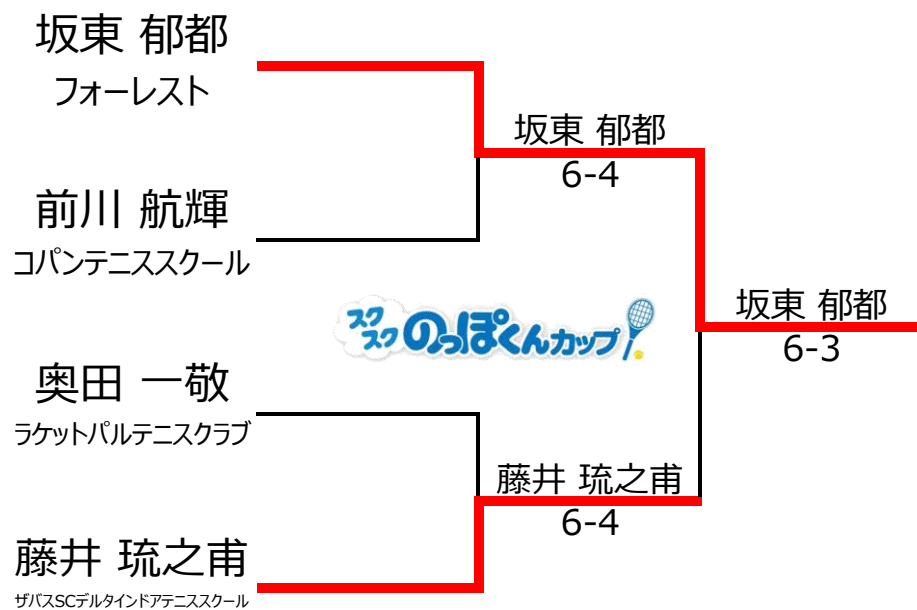 坂東 郁都
フォーレスト
坂東 郁都
6-4
前川 航輝
コパンテニススクール
スクスク のっぽくんカップ
坂東 郁都
6-3
奥田 一敬
ラケットパルテニスクラブ
藤井 琉之甫
6-4
藤井 琉之甫
ザバスSCデルタインドアテニススクール